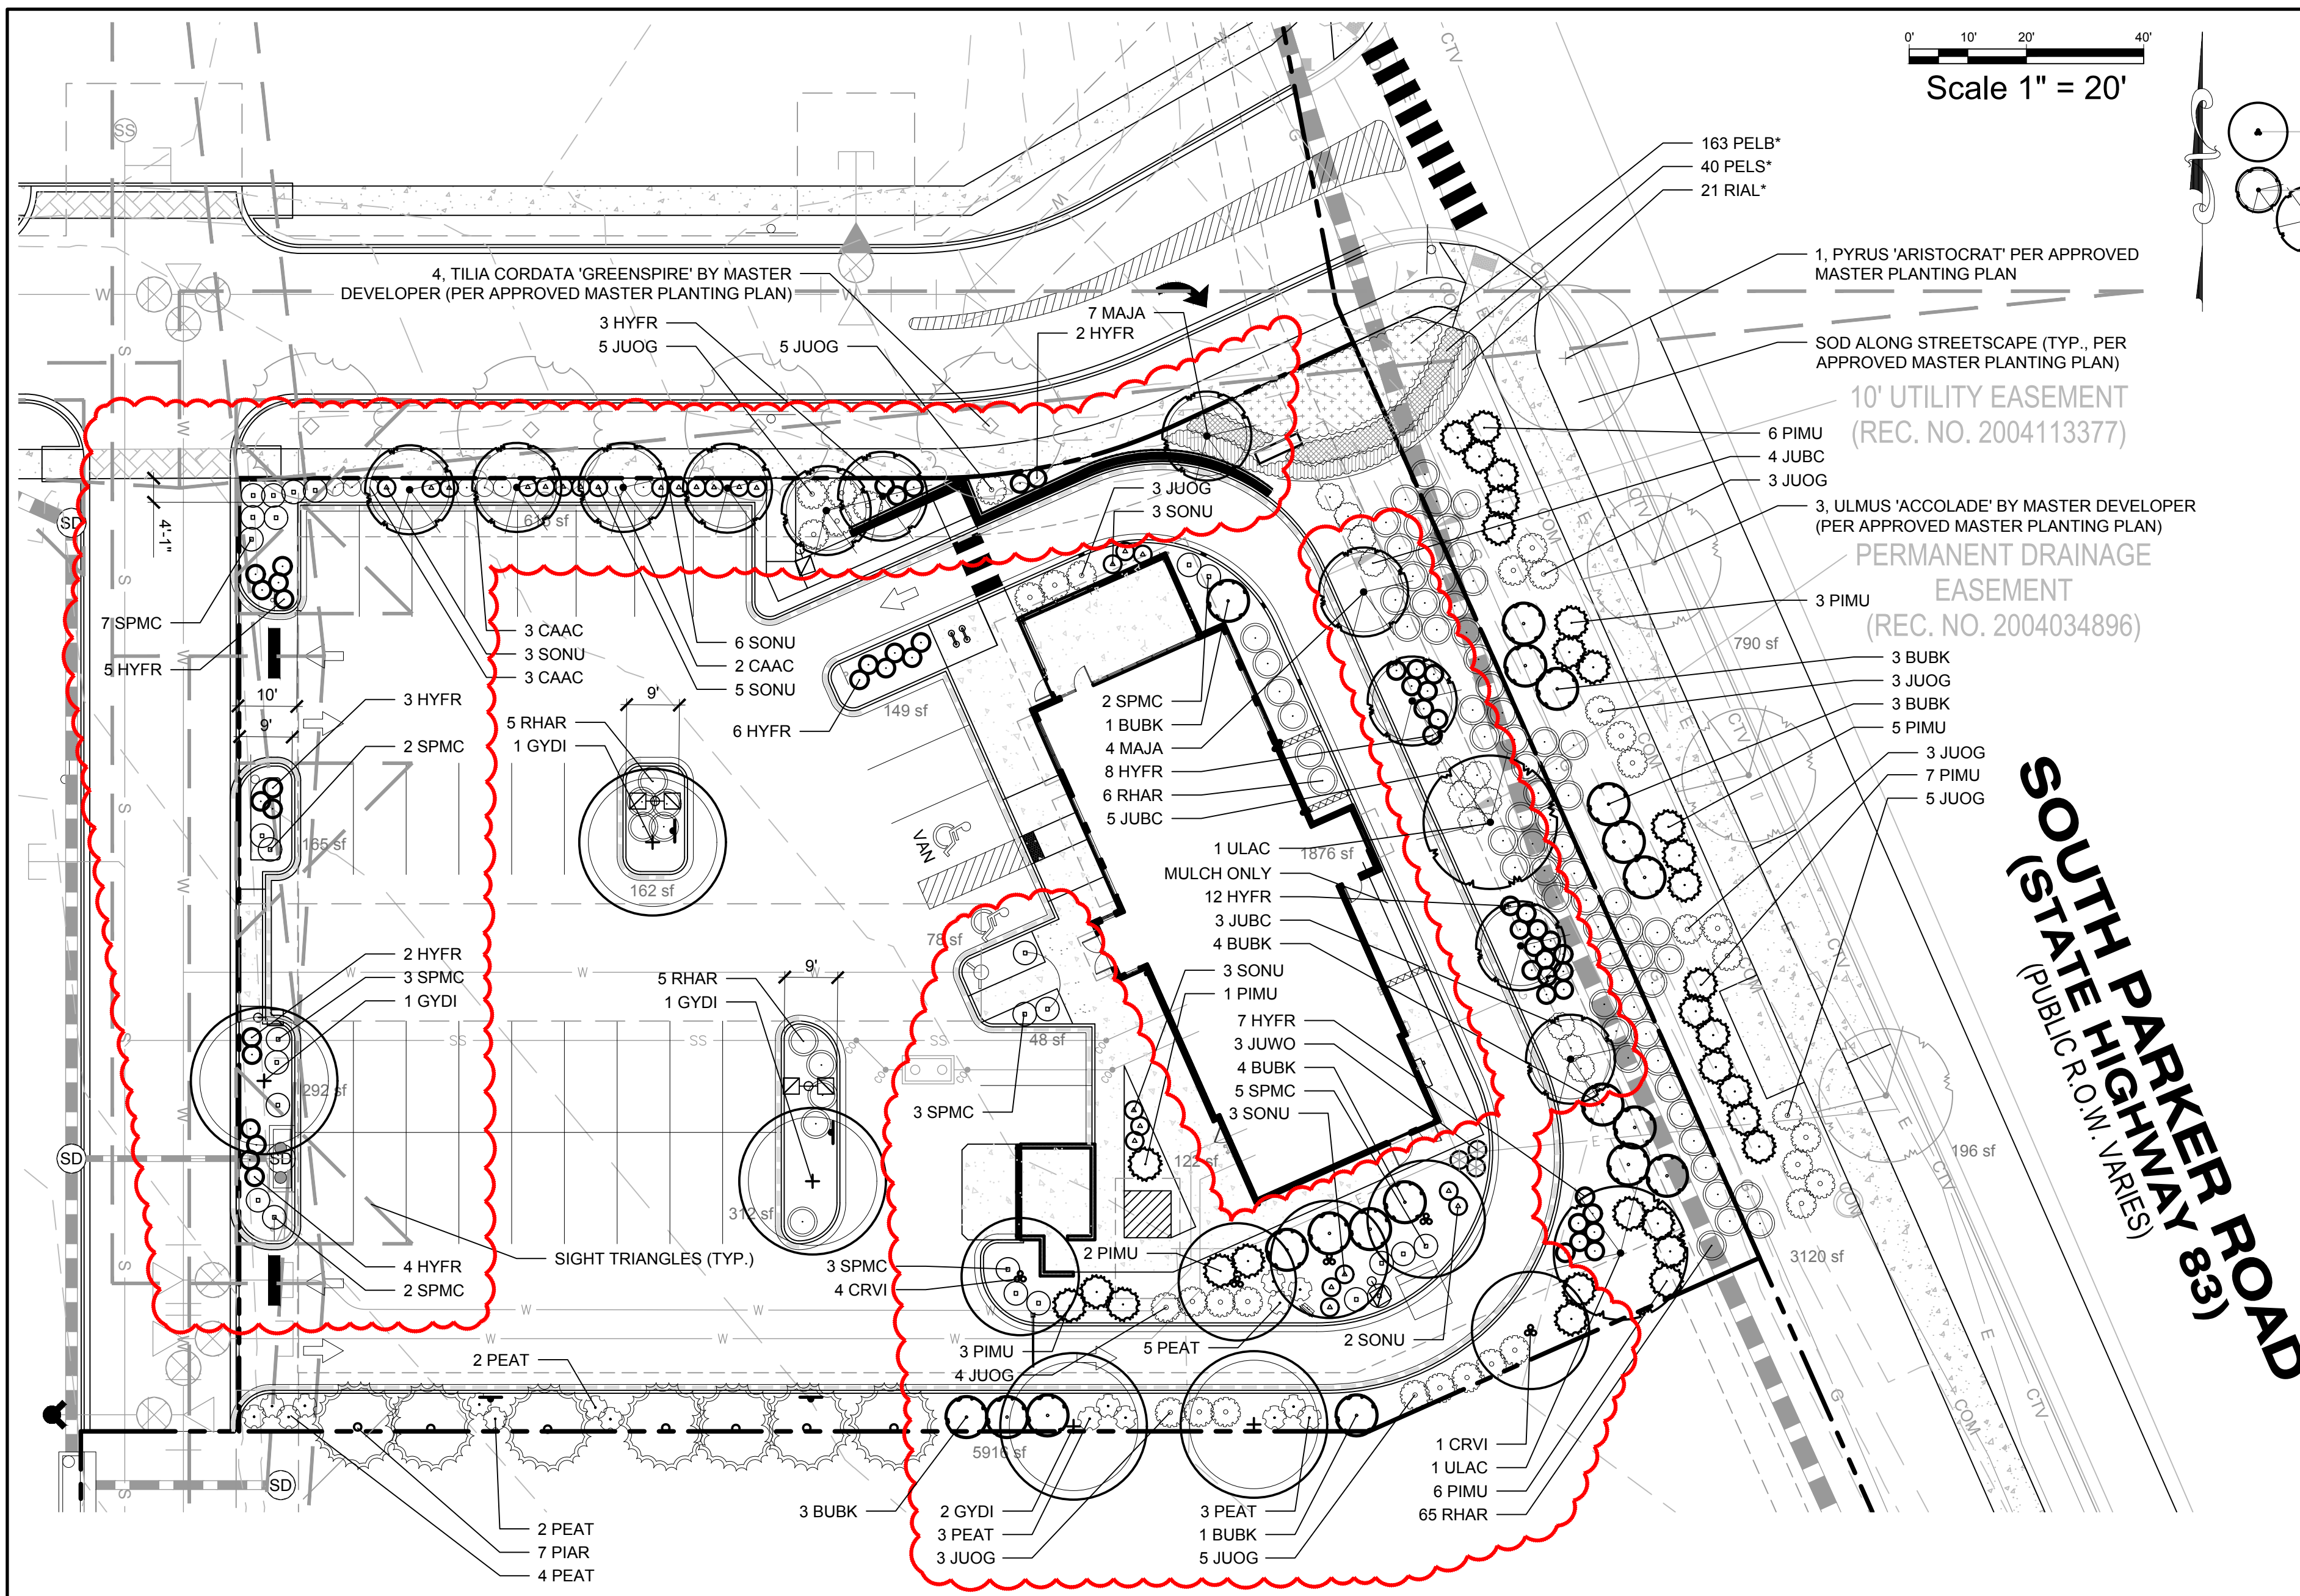 0' 10' 20' 40'
Scale 1" = 20'
163 PELB*
40 PELS*
21 RIAL*
1, PYRUS 'ARISTOCRAT' PER APPROVED
MASTER PLANTING PLAN
SOD ALONG STREETSCAPE (TYP., PER
APPROVED MASTER PLANTING PLAN)
10' UTILITY EASEMENT
(REC. NO. 2004113377)
6 PIMU
4 JUBC
3 JUOG
3, ULMUS 'ACCOLADE' BY MASTER DEVELOPER
(PER APPROVED MASTER PLANTING PLAN)
PERMANENT DRAINAGE
EASEMENT
(REC. NO. 2004034896)
3 PIMU
790 sf
3 BUBK
3 JUOG
3 BUBK
5 PIMU
3 JUOG
7 PIMU
5 JUOG
SOUTH PARKER ROAD
(STATE HIGHWAY 83)
(PUBLIC R.O.W. VARIES)
196 sf
3120 sf
4, TILIA CORDATA 'GREENSPIRE' BY MASTER
DEVELOPER (PER APPROVED MASTER PLANTING PLAN)
3 HYFR
5 JUOG
5 JUOG
7 MAJA
2 HYFR
3 JUOG
3 SONU
4'-1"
7 SPMC
5 HYFR
3 CAAC
3 SONU
3 CAAC
6 SONU
2 CAAC
5 SONU
10'
9'
3 HYFR
2 SPMC
165 sf
5 RHAR
1 GYDI
9'
162 sf
6 HYFR
149 sf
VAN
2 SPMC
1 BUBK
4 MAJA
8 HYFR
6 RHAR
5 JUBC
1 ULAC
1876 sf
MULCH ONLY
12 HYFR
3 JUBC
4 BUBK
3 SONU
1 PIMU
7 HYFR
3 JUWO
4 BUBK
5 SPMC
3 SONU
78 sf
48 sf
122 sf
2 HYFR
3 SPMC
1 GYDI
292 sf
5 RHAR
1 GYDI
9'
312 sf
3 SPMC
4 HYFR
2 SPMC
SIGHT TRIANGLES (TYP.)
3 SPMC
4 CRVI
2 PIMU
3 PIMU
4 JUOG
5 PEAT
2 SONU
2 PEAT
5916 sf
3 BUBK
2 GYDI
3 PEAT
3 JUOG
3 PEAT
1 BUBK
5 JUOG
1 CRVI
1 ULAC
6 PIMU
65 RHAR
2 PEAT
7 PIAR
4 PEAT
SS
SD
SD
SD
SD
W
S
SS
E
G
CTV
COM